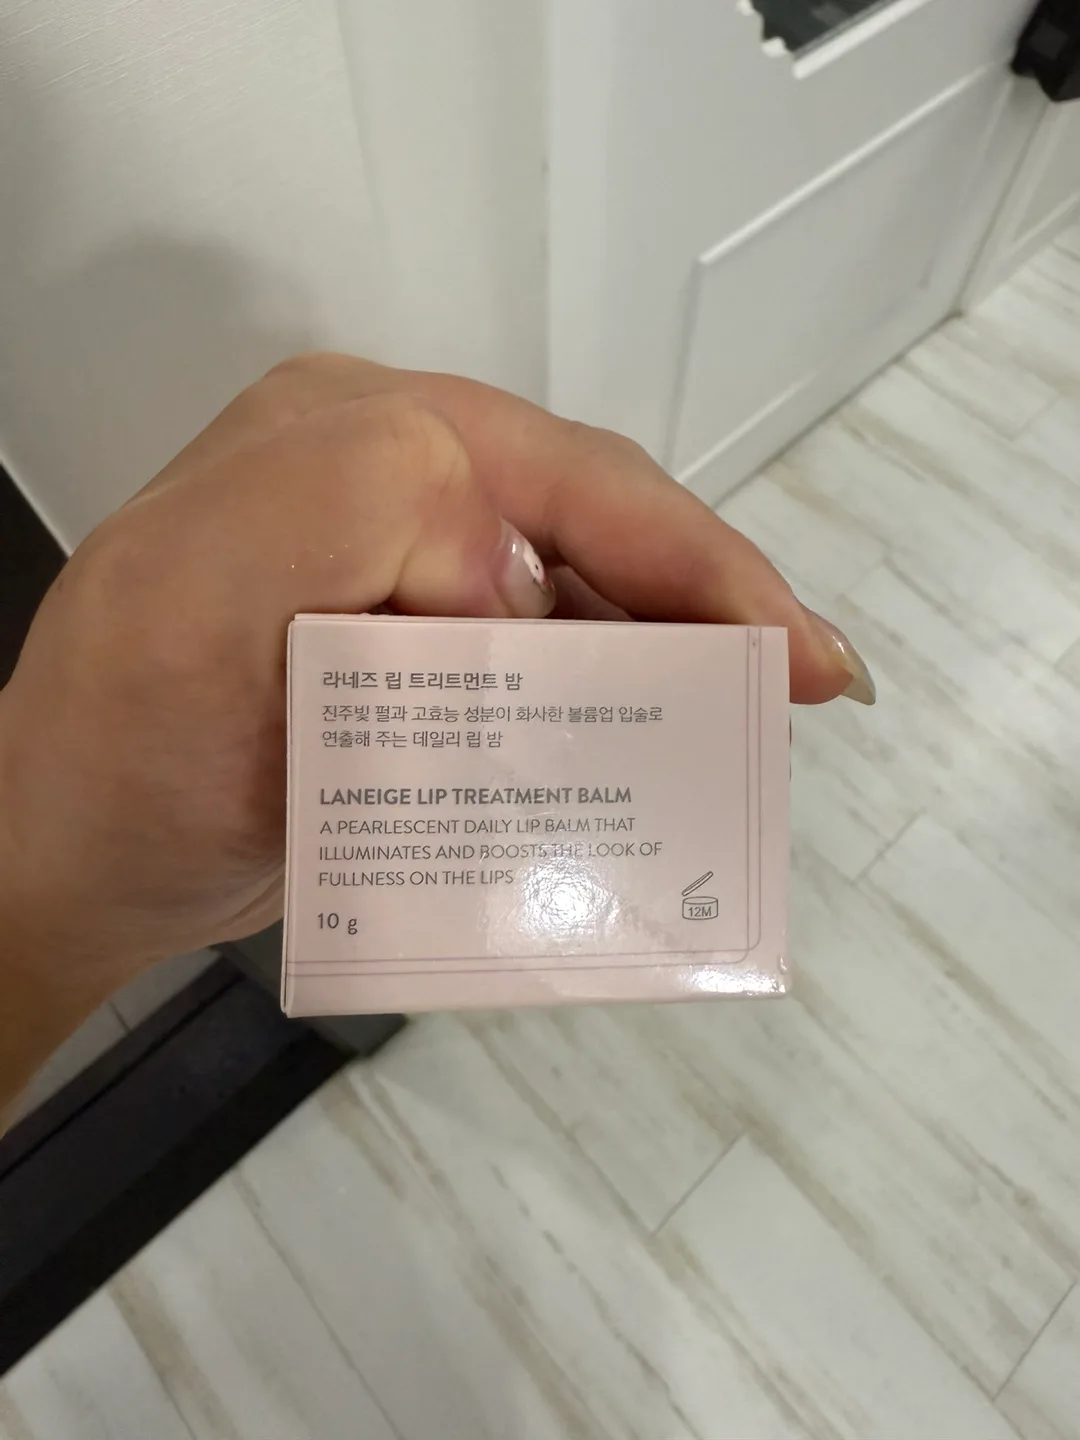 라네즈 립 트리트먼트 밤
진주빛 펄과 고효능 성분이 화사한 볼륨업 입술로
연출해 주는 데일리 립 밤
LANEIGE LIP TREATMENT BALM
A PEARLESCENT DAILY LIP BALM THAT
ILLUMINATES AND BOOSTS THE LOOK OF
FULLNESS ON THE LIPS
10 g
12M